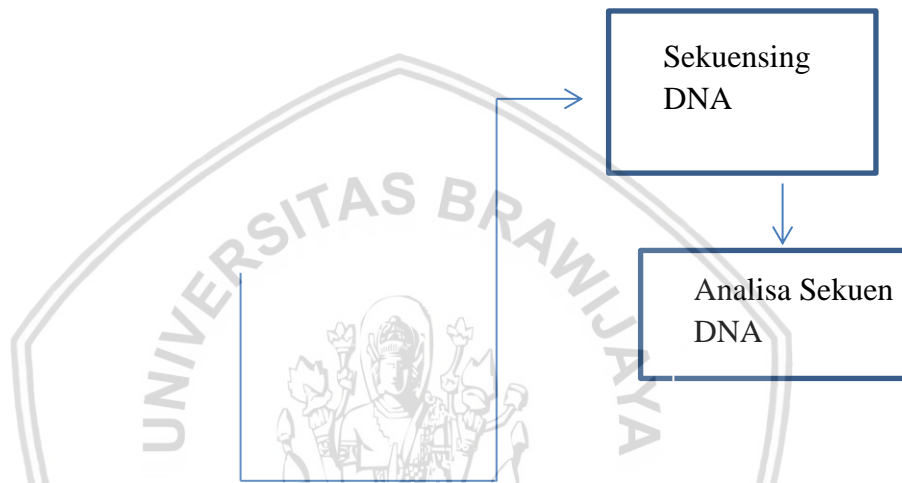 Sekuensing
DNA
UNIVERSITAS BRAWIJAYA
Analisa Sekuen
DNA